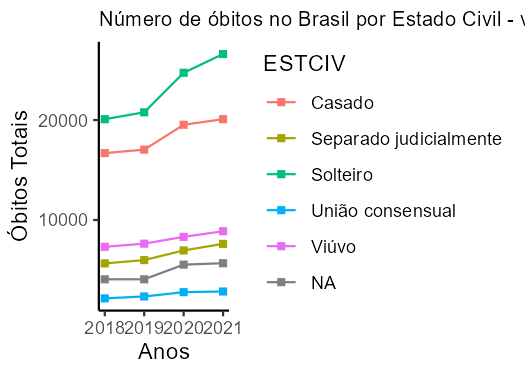 Número de óbitos no Brasil por Estado Civil -
ESTCIV
Casado
Separado judicialmente
Solteiro
União consensual
Viúvo
NA
Óbitos Totais
20000
10000
2018 2019 2020 2021
Anos